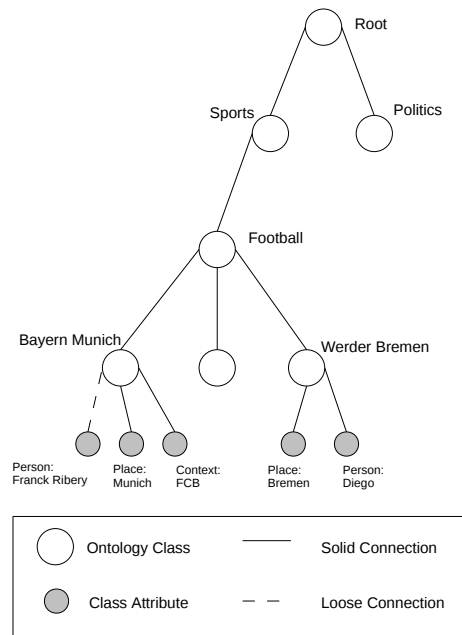 Root
Sports
Politics
Football
Bayern Munich
Werder Bremen
Person:
Franck Ribery
Place:
Munich
Context:
FCB
Place:
Bremen
Person:
Diego
Ontology Class
Solid Connection
Class Attribute
Loose Connection